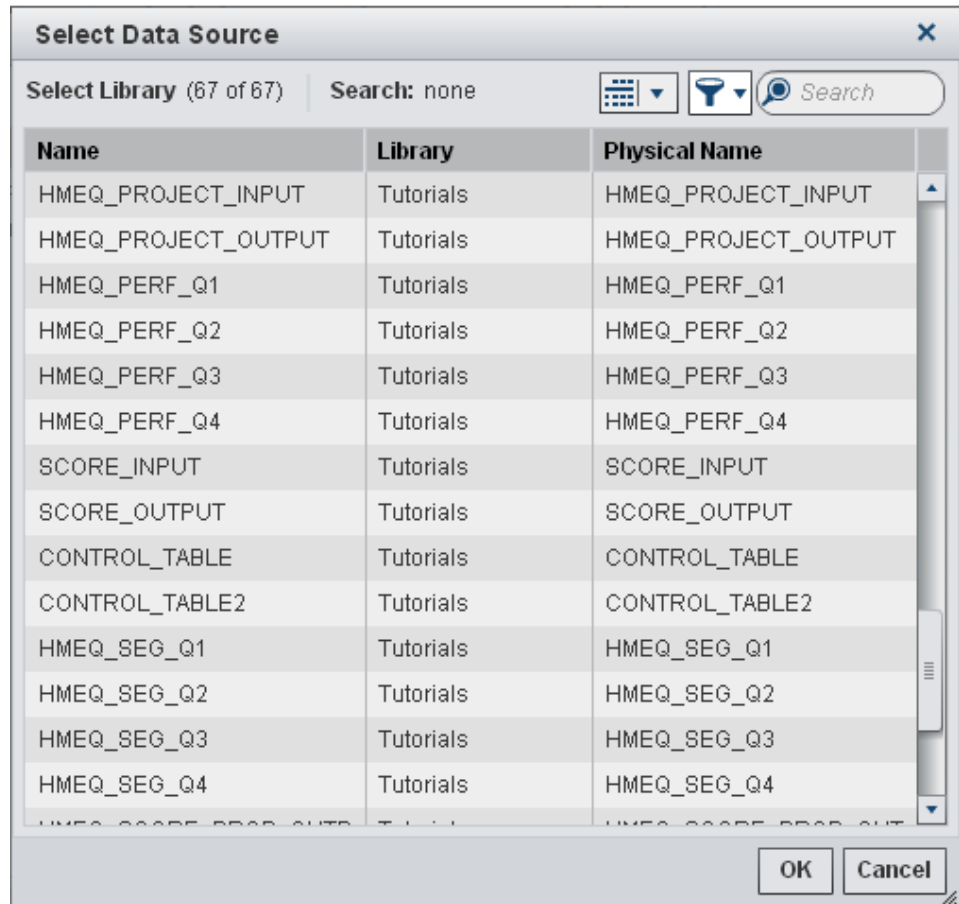 Select Data Source
Select Library (67 of 67) Search: none Search
Name Library Physical Name
HMEQ_PROJECT_INPUT Tutorials HMEQ_PROJECT_INPUT
HMEQ_PROJECT_OUTPUT Tutorials HMEQ_PROJECT_OUTPUT
HMEQ_PERF_Q1 Tutorials HMEQ_PERF_Q1
HMEQ_PERF_Q2 Tutorials HMEQ_PERF_Q2
HMEQ_PERF_Q3 Tutorials HMEQ_PERF_Q3
HMEQ_PERF_Q4 Tutorials HMEQ_PERF_Q4
SCORE_INPUT Tutorials SCORE_INPUT
SCORE_OUTPUT Tutorials SCORE_OUTPUT
CONTROL_TABLE Tutorials CONTROL_TABLE
CONTROL_TABLE2 Tutorials CONTROL_TABLE2
HMEQ_SEG_Q1 Tutorials HMEQ_SEG_Q1
HMEQ_SEG_Q2 Tutorials HMEQ_SEG_Q2
HMEQ_SEG_Q3 Tutorials HMEQ_SEG_Q3
HMEQ_SEG_Q4 Tutorials HMEQ_SEG_Q4
OK Cancel